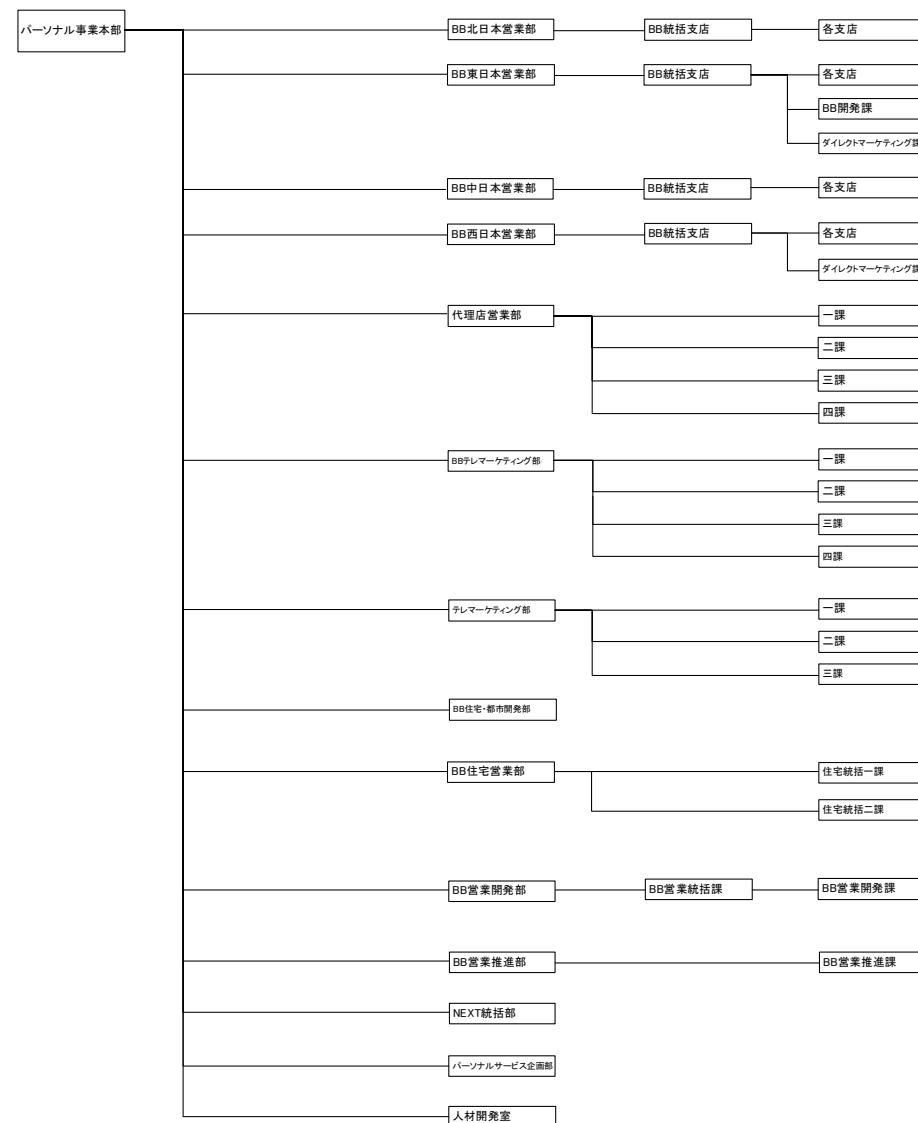 パーソナル事業本部
BB北日本営業部
BB統括支店
各支店
BB東日本営業部
BB統括支店
各支店
BB開発課
ダイレクトマーケティング課
BB中日本営業部
BB統括支店
各支店
BB西日本営業部
BB統括支店
各支店
ダイレクトマーケティング課
代理店営業部
一課
二課
三課
四課
BBテレマーケティング部
一課
二課
三課
四課
テレマーケティング部
一課
二課
三課
BB住宅・都市開発部
BB住宅営業部
住宅統括一課
住宅統括二課
BB営業開発部
BB営業統括課
BB営業開発課
BB営業推進部
BB営業推進課
NEXT統括部
パーソナルサービス企画部
人材開発室